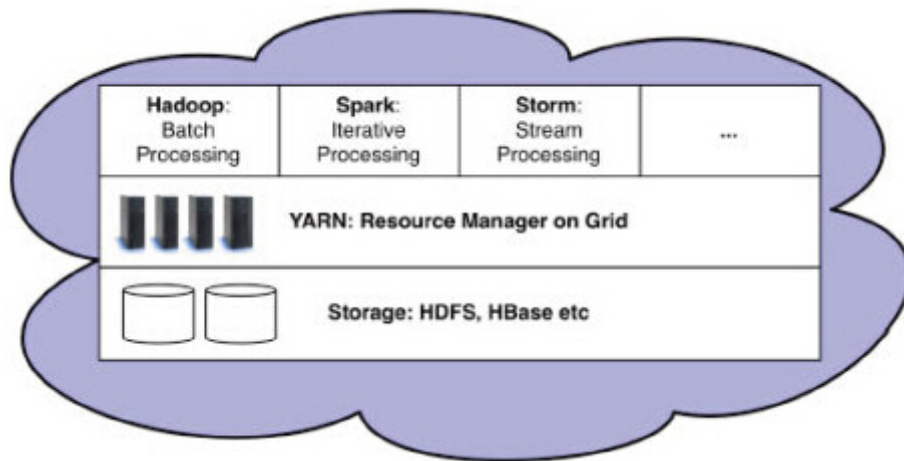 Hadoop:
Batch
Processing
Spark:
Iterative
Processing
Storm:
Stream
Processing
...
YARN: Resource Manager on Grid
Storage: HDFS, HBase etc